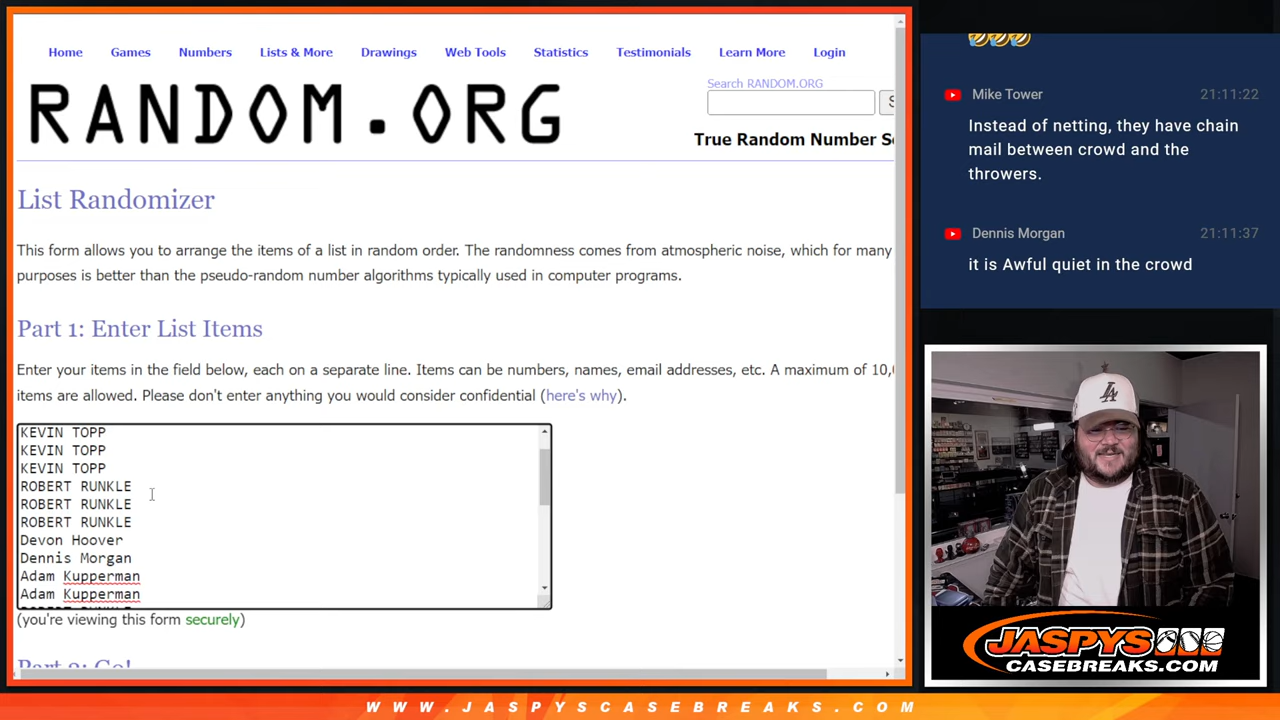 Home Games Numbers Lists & More Drawings Web Tools Statistics Testimonials Learn More Login
RANDOM.ORG
Search RANDOM.ORG
True Random Number
List Randomizer
This form allows you to arrange the items of a list in random order. The randomness comes from atmospheric noise, which for many
purposes is better than the pseudo-random number algorithms typically used in computer programs.
Part 1: Enter List Items
Enter your items in the field below, each on a separate line. Items can be numbers, names, email addresses, etc. A maximum of 10,
items are allowed. Please don't enter anything you would consider confidential (here's why).
KEVIN TOPP
KEVIN TOPP
KEVIN TOPP
ROBERT RUNKLE
ROBERT RUNKLE
ROBERT RUNKLE
Devon Hoover
Dennis Morgan
Adam Kupperman
Adam Kupperman
(you're viewing this form securely)
Part 2: Go!
Mike Tower 21:11:22
Instead of netting, they have chain
mail between crowd and the
throwers.
Dennis Morgan 21:11:37
it is Awful quiet in the crowd
LA
JASPYS
CASEBREAKS.COM
WWW.JASPYSCASEBREAKS.COM